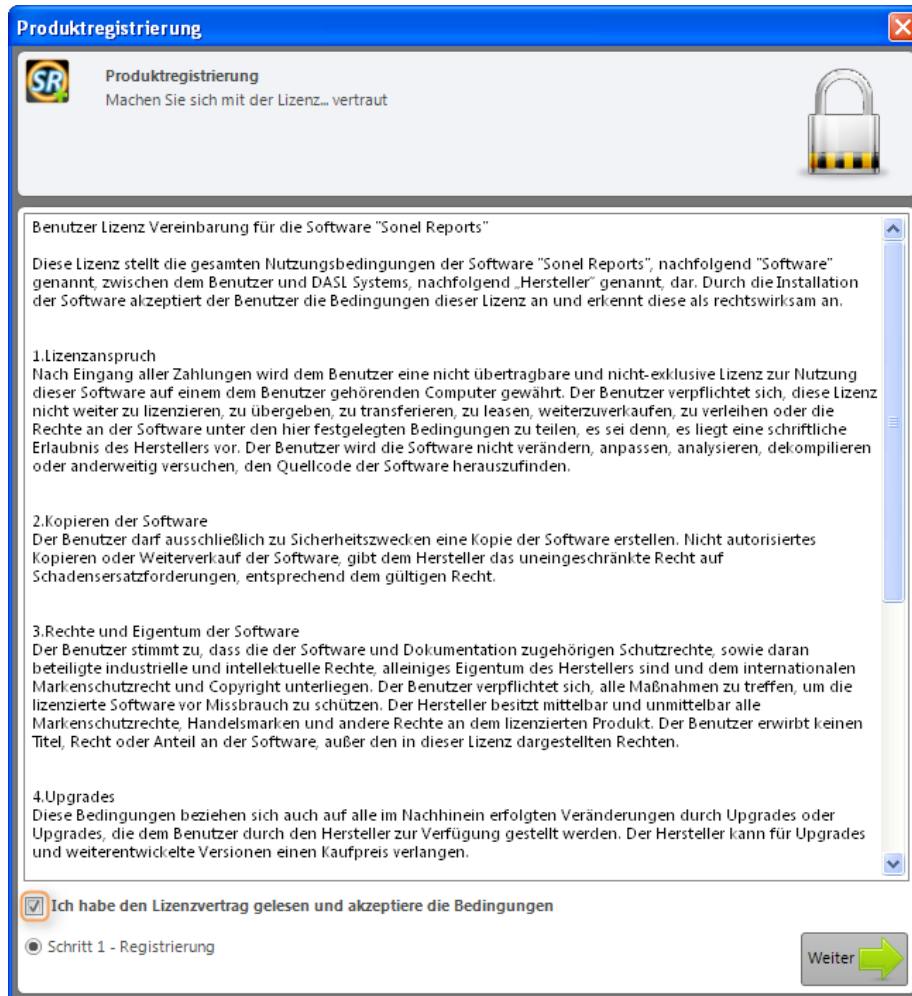 Produktregistrierung
SR
Produktregistrierung
Machen Sie sich mit der Lizenz... vertraut
Benutzer Lizenz Vereinbarung für die Software "Sonel Reports"
Diese Lizenz stellt die gesamten Nutzungsbedingungen der Software "Sonel Reports", nachfolgend "Software"
genannt, zwischen dem Benutzer und DASL Systems, nachfolgend „Hersteller" genannt, dar. Durch die Installation
der Software akzeptiert der Benutzer die Bedingungen dieser Lizenz an und erkennt diese als rechtswirksam an.
1.Lizenzanspruch
Nach Eingang aller Zahlungen wird dem Benutzer eine nicht übertragbare und nicht-exklusive Lizenz zur Nutzung
dieser Software auf einem dem Benutzer gehörenden Computer gewährt. Der Benutzer verpflichtet sich, diese Lizenz
nicht weiter zu lizenzieren, zu übergeben, zu transferieren, zu leasen, weiterzuverkaufen, zu verleihen oder die
Rechte an der Software unter den hier festgelegten Bedingungen zu teilen, es sei denn, es liegt eine schriftliche
Erlaubnis des Herstellers vor. Der Benutzer wird die Software nicht verändern, anpassen, analysieren, dekompilieren
oder anderweitig versuchen, den Quellcode der Software herauszufinden.
2.Kopieren der Software
Der Benutzer darf ausschließlich zu Sicherheitszwecken eine Kopie der Software erstellen. Nicht autorisiertes
Kopieren oder Weiterverkauf der Software, gibt dem Hersteller das uneingeschränkte Recht auf
Schadensersatzforderungen, entsprechend dem gültigen Recht.
3.Rechte und Eigentum der Software
Der Benutzer stimmt zu, dass die der Software und Dokumentation zugehörigen Schutzrechte, sowie daran
beteiligte industrielle und intellektuelle Rechte, alleiniges Eigentum des Herstellers sind und dem internationalen
Markenschutzrecht und Copyright unterliegen. Der Benutzer verpflichtet sich, alle Maßnahmen zu treffen, um die
lizenzierte Software vor Missbrauch zu schützen. Der Hersteller besitzt mittelbar und unmittelbar alle
Markenschutzrechte, Handelsmarken und andere Rechte an dem lizenzierten Produkt. Der Benutzer erwirbt keinen
Titel, Recht oder Anteil an der Software, außer den in dieser Lizenz dargestellten Rechten.
4.Upgrades
Diese Bedingungen beziehen sich auch auf alle im Nachhinein erfolgten Veränderungen durch Upgrades oder
Upgrades, die dem Benutzer durch den Hersteller zur Verfügung gestellt werden. Der Hersteller kann für Upgrades
und weiterentwickelte Versionen einen Kaufpreis verlangen.
Ich habe den Lizenzvertrag gelesen und akzeptiere die Bedingungen
Schritt 1 - Registrierung
Weiter